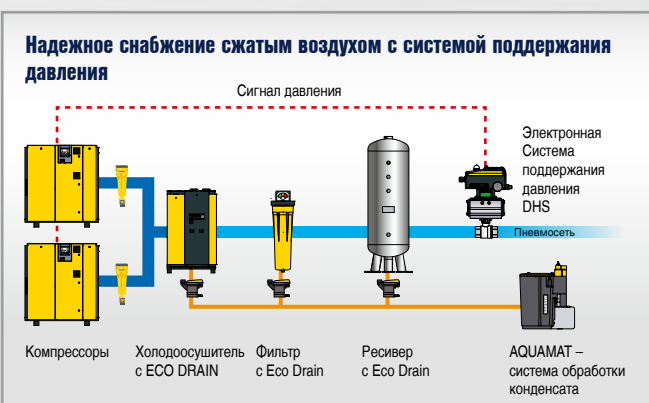 Надежное снабжение сжатым воздухом с системой поддержания
давления
Сигнал давления
Электронная
Система
поддержания
давления
DHS
Пневмосеть
Компрессоры
Холодоосушитель
с ECO DRAIN
Фильтр
с Eco Drain
Ресивер
с Eco Drain
AQUAMAT –
система обработки
конденсата